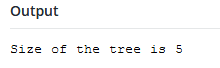 Output
Size of the tree is 5